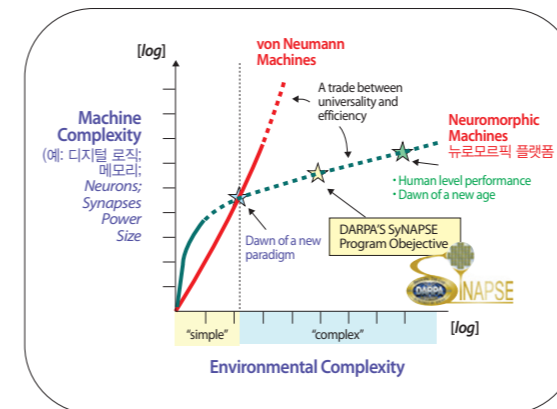 [log]
von Neumann
Machines
A trade between
universality and
efficiency
Machine
Complexity
(예: 디지털 로직;
메모리;
Neurons;
Synapses
Power
Size
Neuromorphic
Machines
뉴로모르픽 플랫폼
· Human level performance
· Dawn of a new age
DARPA'S SyNAPSE
Program Obejective
Dawn of a new
paradigm
DARPA
SyNAPSE
"simple"
"complex"
[log]
Environmental Complexity